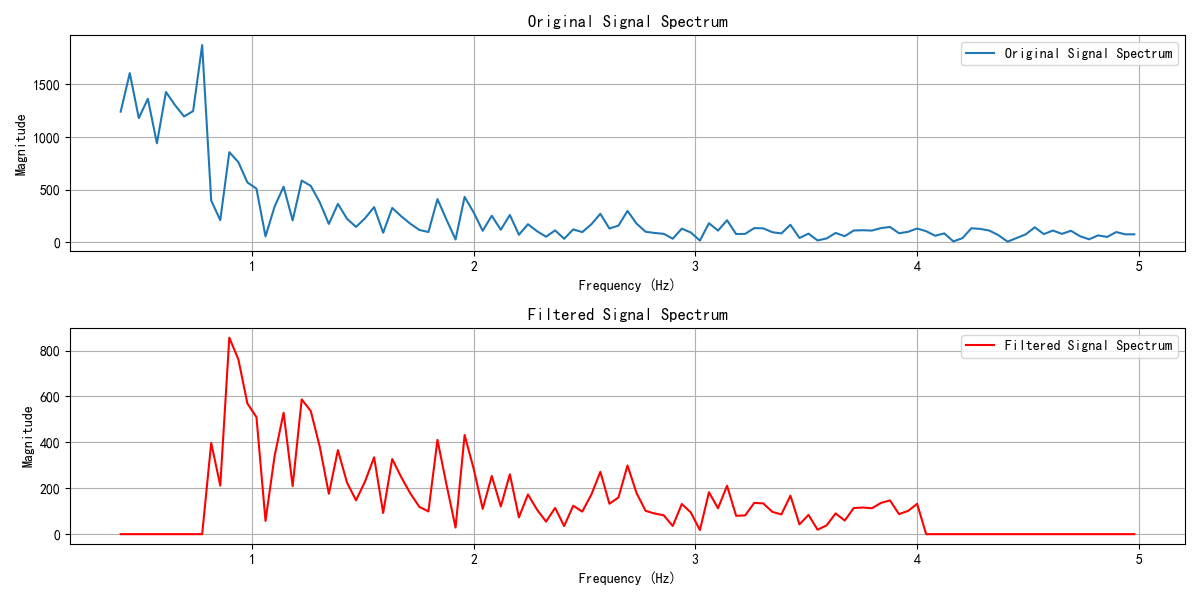 Original Signal Spectrum
Original Signal Spectrum
Magnitude
1500
1000
500
0
1 2 3 4 5
Frequency (Hz)
Filtered Signal Spectrum
Filtered Signal Spectrum
Magnitude
800
600
400
200
0
1 2 3 4 5
Frequency (Hz)